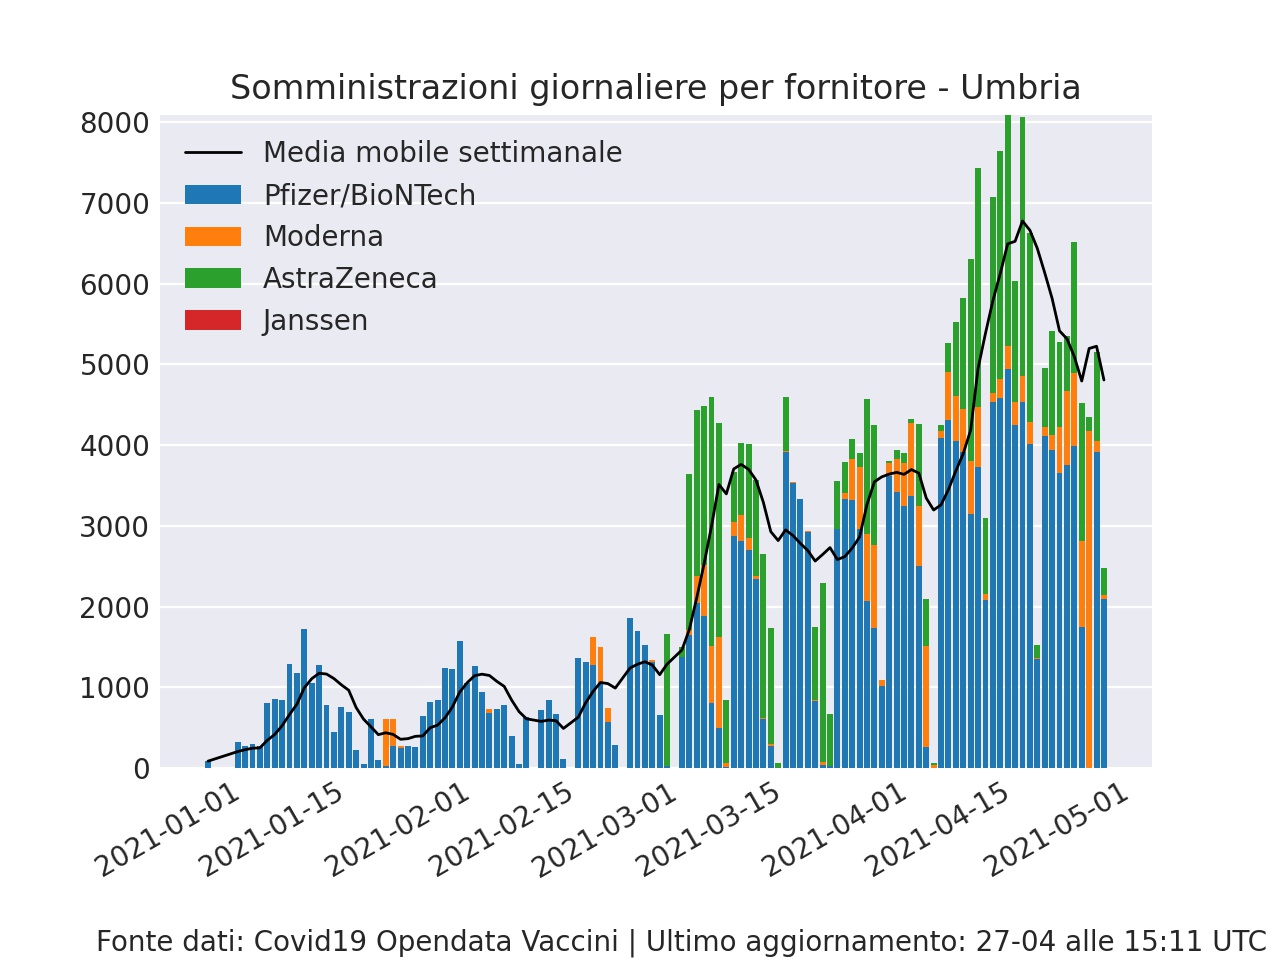 Somministrazioni giornaliere per fornitore - Umbria
8000
7000
6000
5000
4000
3000
2000
1000
0
Media mobile settimanale
Pfizer/BioNTech
Moderna
AstraZeneca
Janssen
2021-01-01
2021-01-15
2021-02-01
2021-02-15
2021-03-01
2021-03-15
2021-04-01
2021-04-15
2021-05-01
Fonte dati: Covid19 Opendata Vaccini | Ultimo aggiornamento: 27-04 alle 15:11 UTC